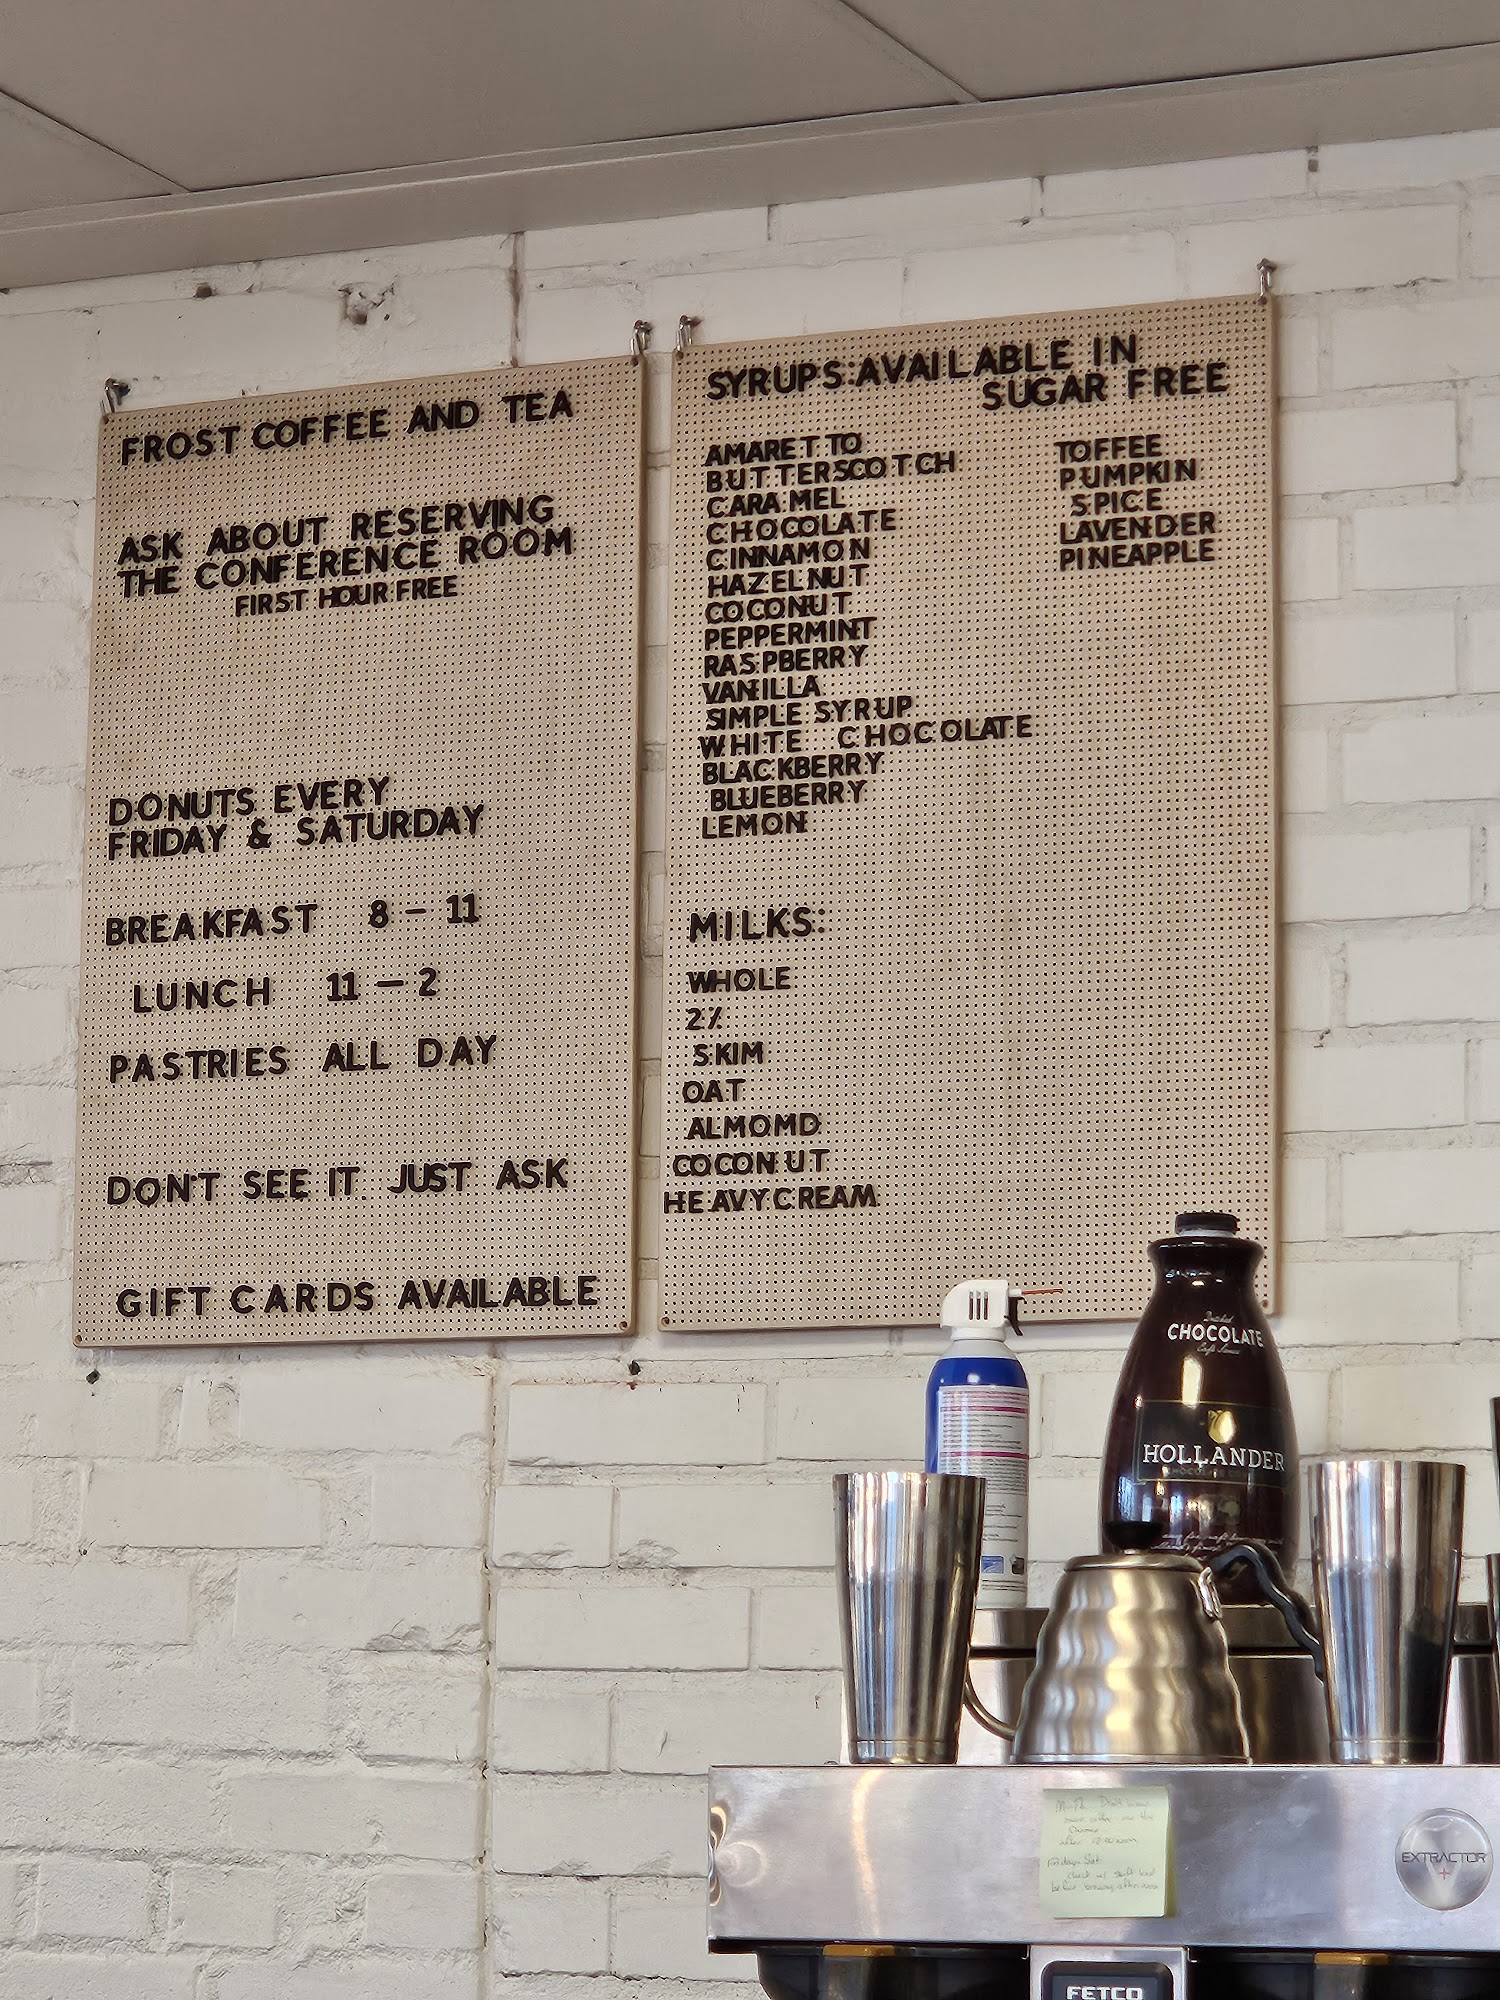 FROST COFFEE AND TEA
ASK ABOUT RESERVING
THE CONFERENCE ROOM
FIRST HOUR FREE
DONUTS EVERY
FRIDAY & SATURDAY
BREAKFAST 8 - 11
LUNCH 11 - 2
PASTRIES ALL DAY
DON'T SEE IT JUST ASK
GIFT CARDS AVAILABLE
SYRUPS: AVAILABLE IN
SUGAR FREE
AMARETTO
BUTTERSCOTCH
CARAMEL
CHOCOLATE
CINNAMON
HAZELNUT
COCONUT
PEPPERMINT
RASPBERRY
VANILLA
SIMPLE SYRUP
WHITE CHOCOLATE
BLACKBERRY
BLUEBERRY
LEMON
TOFFEE
PUMPKIN
SPICE
LAVENDER
PINEAPPLE
MILKS:
WHOLE
2%
SKIM
OAT
ALMOMD
COCONUT
HEAVY CREAM
CHOCOLATE
HOLLANDER
EXTRACTOR
FETCO